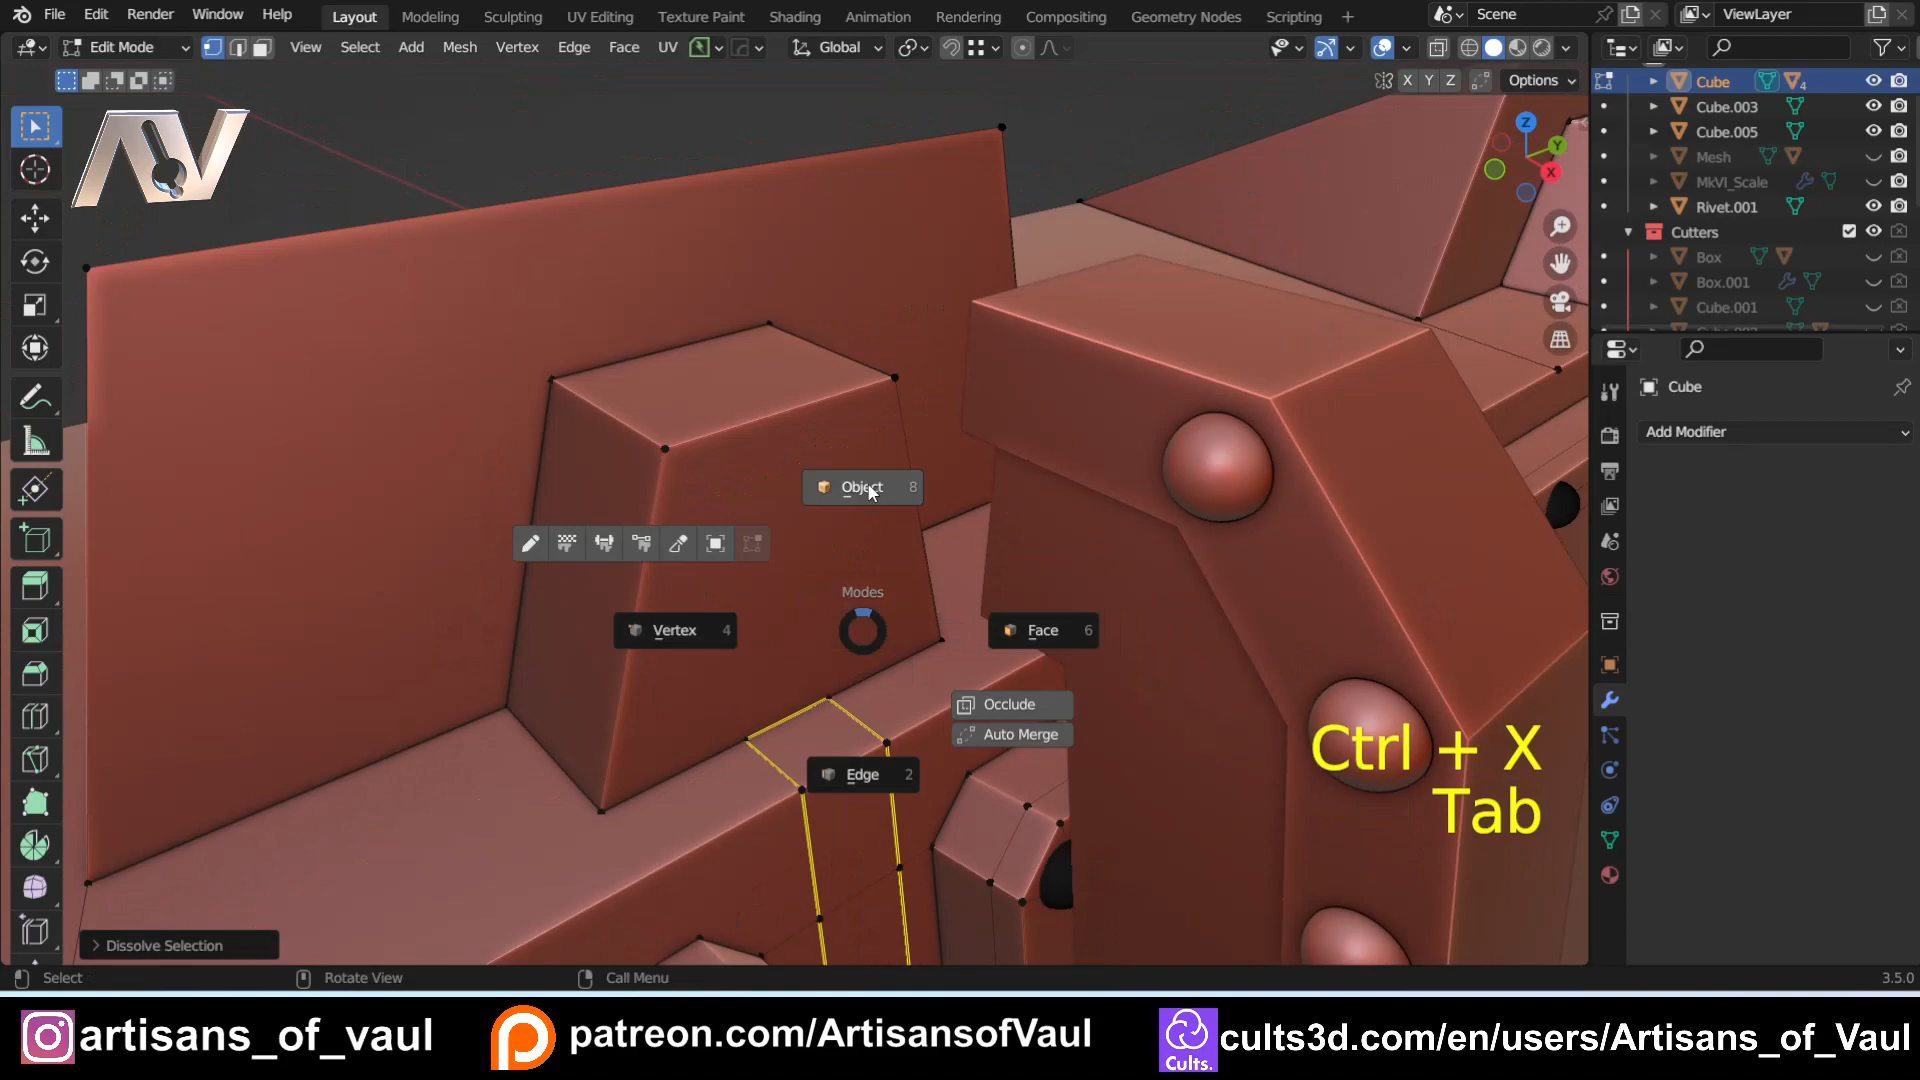 File Edit Render Window Help
Layout Modeling Sculpting UV Editing Texture Paint Shading Animation Rendering Compositing Geometry Nodes Scripting +
Scene
ViewLayer
Edit Mode View Select Add Mesh Vertex Edge Face UV
Global
X Y Z Options
Z
Y
X
Cube
4
Cube.003
Cube.005
Mesh
MkVI_Scale
Rivet.001
Cutters
Box
Box.001
Cube.001
Cube
Add Modifier
Object 8
Modes
Vertex 4
Face 6
Occlude
Auto Merge
Edge 2
Ctrl + X
Tab
Dissolve Selection
Select
Rotate View
Call Menu
3.5.0
artisans_of_vaul
patreon.com/ArtisansofVaul
Cults.
cults3d.com/en/users/Artisans_of_Vaul